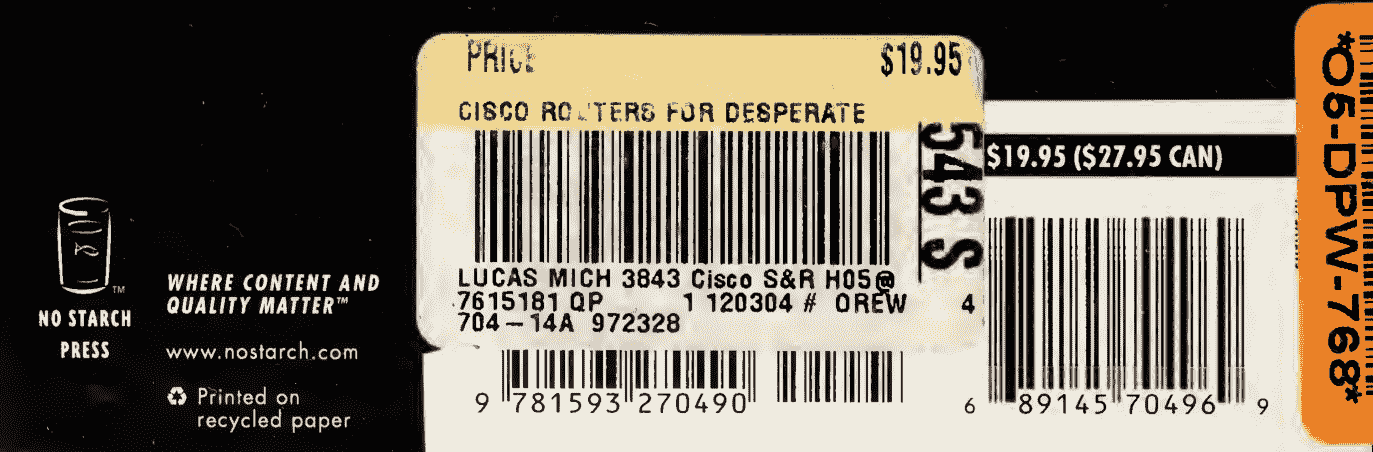 PRICE $19.95
CISCO ROUTERS FOR DESPERATE
543 S
LUCAS MICH 3843 Cisco S&R H05@
7615181 QP 1 120304 # OREW 4
704-14A 972328
$19.95 ($27.95 CAN)
9 781593 270490
6 89145 70496 9
*05-DPW-768*
TM
NO STARCH
PRESS
WHERE CONTENT AND
QUALITY MATTER™
www.nostarch.com
Printed on
recycled paper